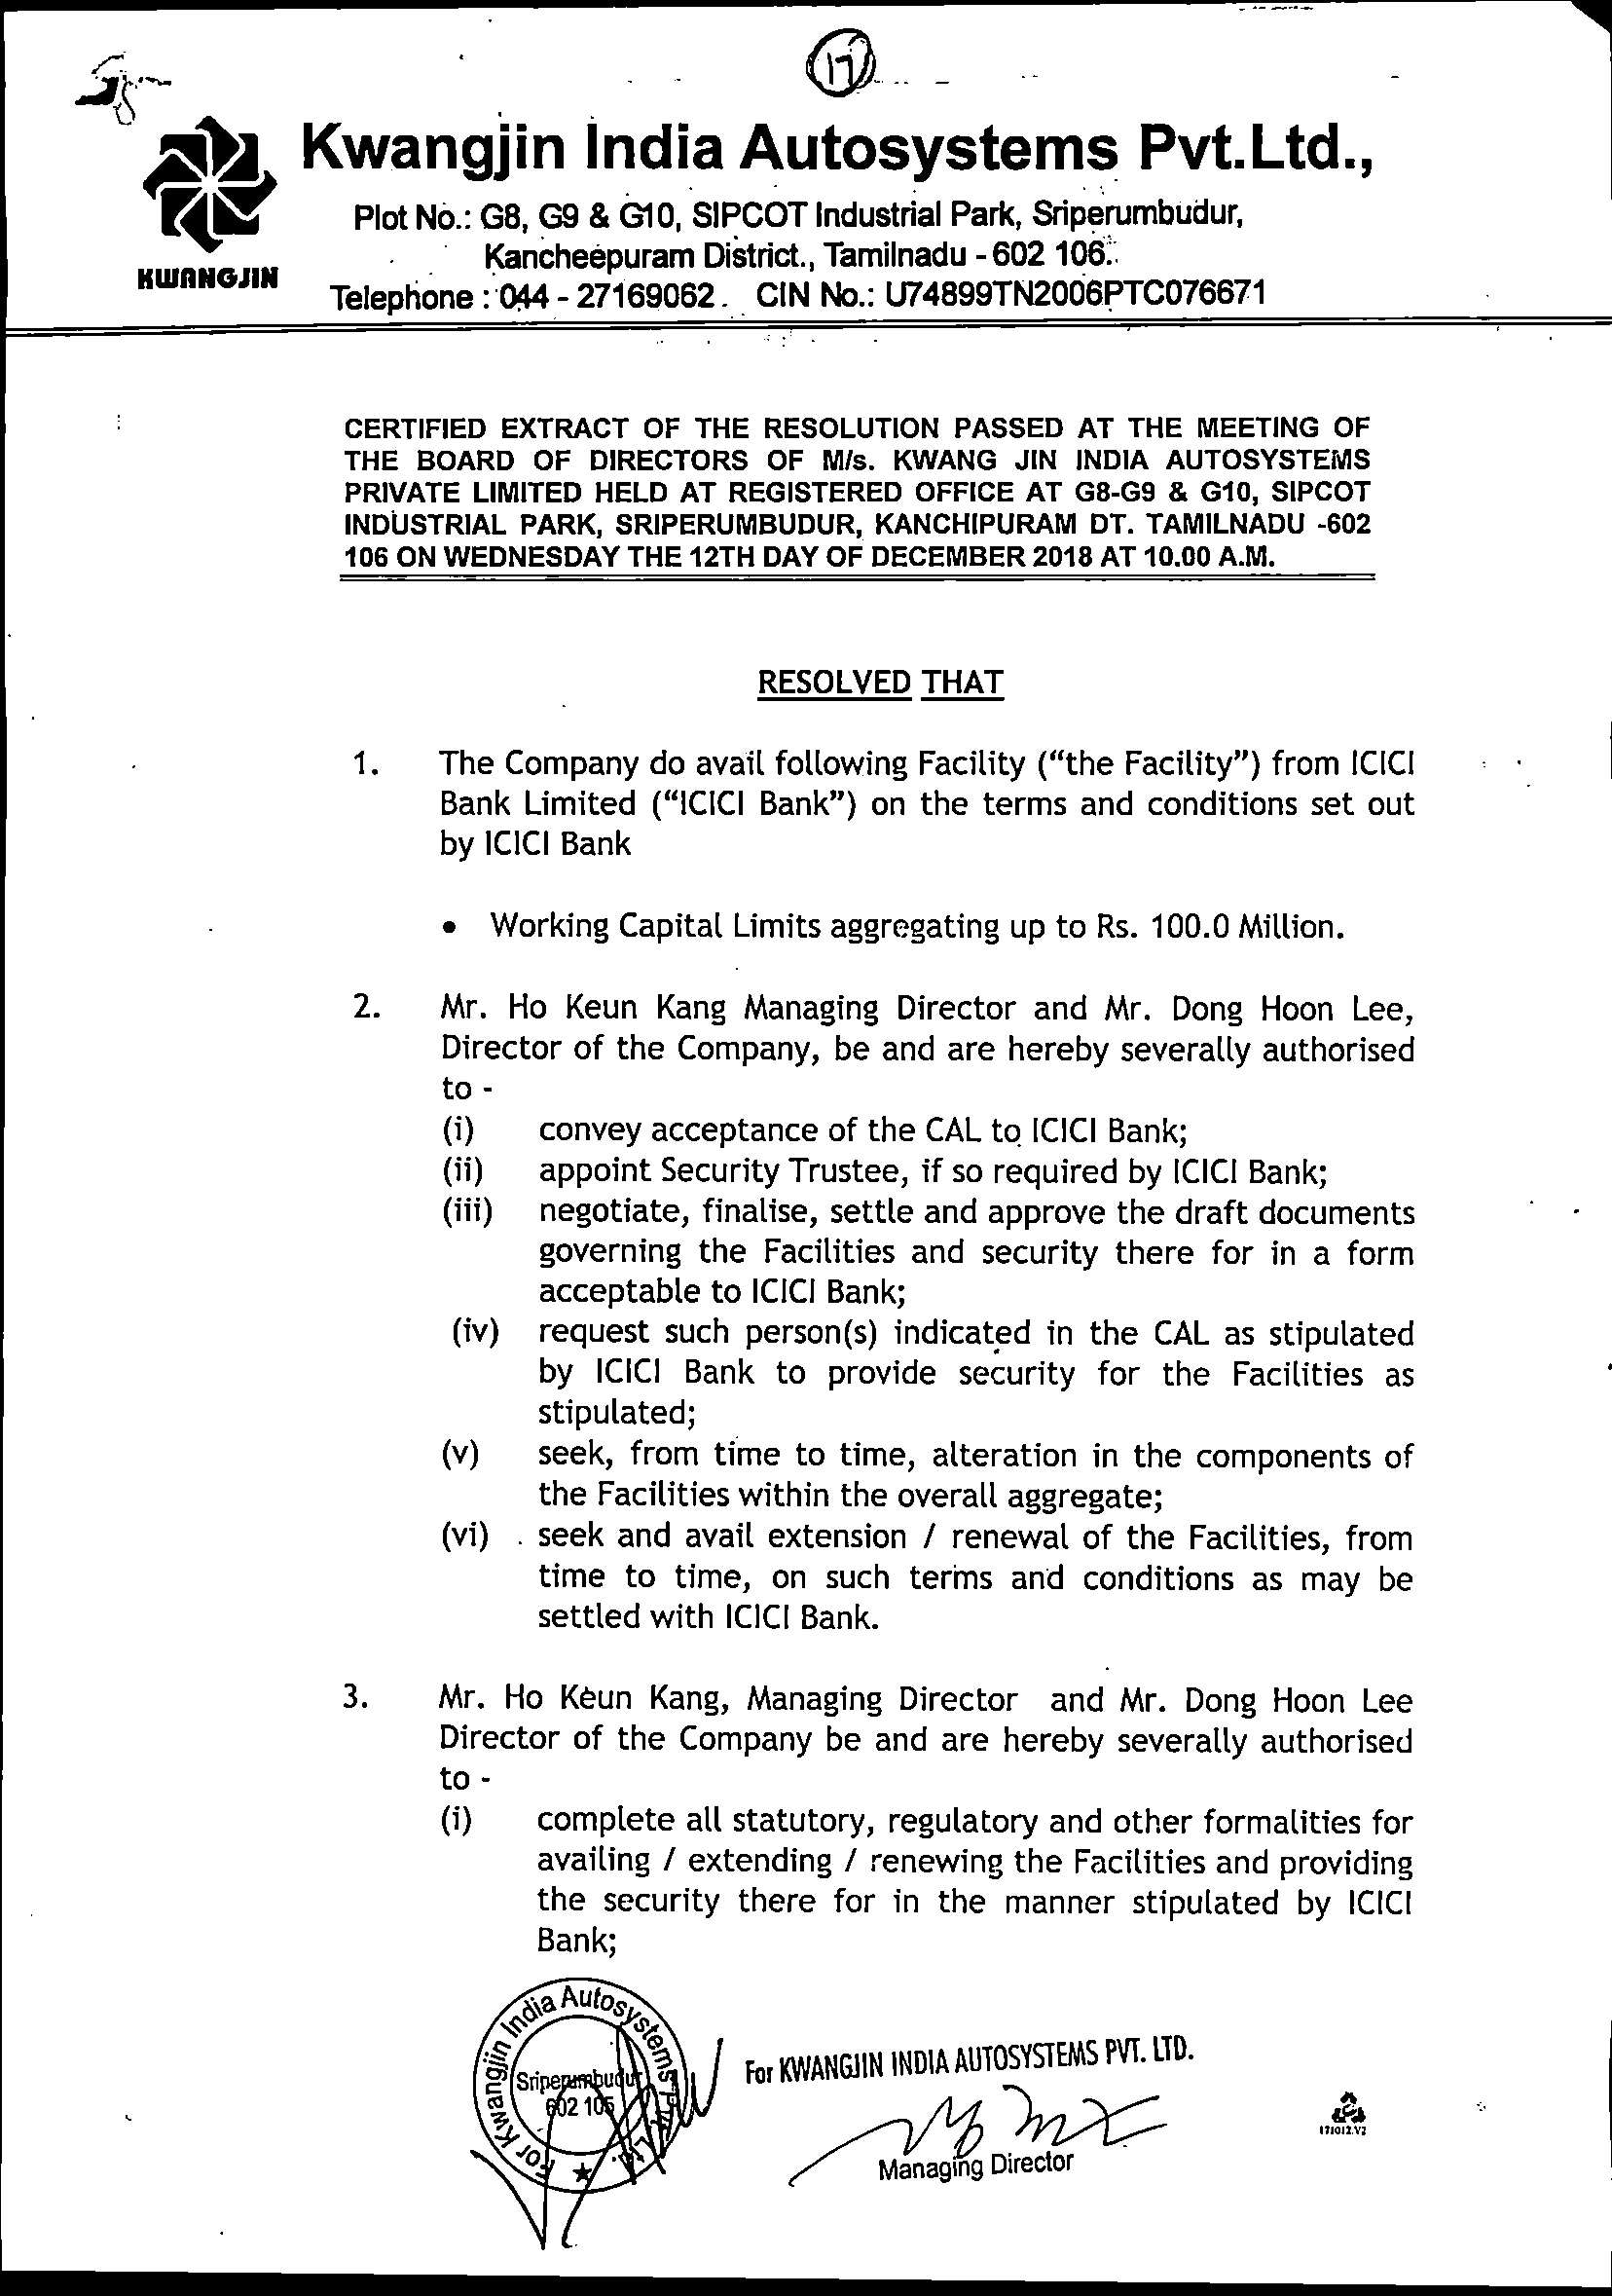 17
Kwangjin India Autosystems Pvt.Ltd.,
Plot No.: G8, G9 & G10, SIPCOT Industrial Park, Sriperumbudur,
Kancheepuram District., Tamilnadu - 602 106.
KWANGJIN
Telephone : 044 - 27169062. CIN No.: U74899TN2006PTC076671
CERTIFIED EXTRACT OF THE RESOLUTION PASSED AT THE MEETING OF
THE BOARD OF DIRECTORS OF M/s. KWANG JIN INDIA AUTOSYSTEMS
PRIVATE LIMITED HELD AT REGISTERED OFFICE AT G8-G9 & G10, SIPCOT
INDUSTRIAL PARK, SRIPERUMBUDUR, KANCHIPURAM DT. TAMILNADU -602
106 ON WEDNESDAY THE 12TH DAY OF DECEMBER 2018 AT 10.00 A.M.
RESOLVED THAT
1. The Company do avail following Facility (“the Facility”) from ICICI
Bank Limited (“ICICI Bank”) on the terms and conditions set out
by ICICI Bank
• Working Capital Limits aggregating up to Rs. 100.0 Million.
2. Mr. Ho Keun Kang Managing Director and Mr. Dong Hoon Lee,
Director of the Company, be and are hereby severally authorised
to -
(i) convey acceptance of the CAL to ICICI Bank;
(ii) appoint Security Trustee, if so required by ICICI Bank;
(iii) negotiate, finalise, settle and approve the draft documents
governing the Facilities and security there for in a form
acceptable to ICICI Bank;
(iv) request such person(s) indicated in the CAL as stipulated
by ICICI Bank to provide security for the Facilities as
stipulated;
(v) seek, from time to time, alteration in the components of
the Facilities within the overall aggregate;
(vi) seek and avail extension / renewal of the Facilities, from
time to time, on such terms and conditions as may be
settled with ICICI Bank.
3. Mr. Ho Keun Kang, Managing Director and Mr. Dong Hoon Lee
Director of the Company be and are hereby severally authorised
to -
(i) complete all statutory, regulatory and other formalities for
availing / extending / renewing the Facilities and providing
the security there for in the manner stipulated by ICICI
Bank;
For Kwangjin India Autosystems Pvt. Ltd.
Sriperumbudur
602 106
For KWANGJIN INDIA AUTOSYSTEMS PVT. LTD.
Managing Director
171012.V2